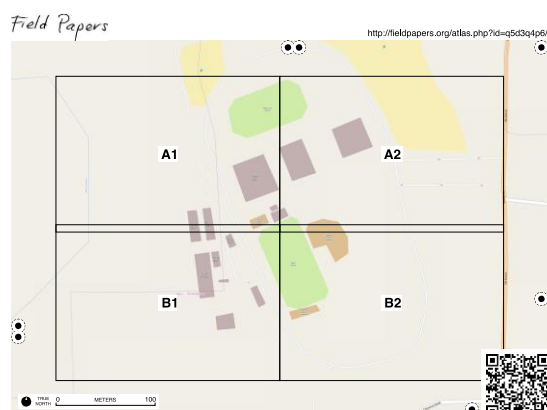 Field Papers
http://fieldpapers.org/atlas.php?id=q5d3q4p6/
A1
A2
B1
B2
TRUE NORTH
0 METERS 100